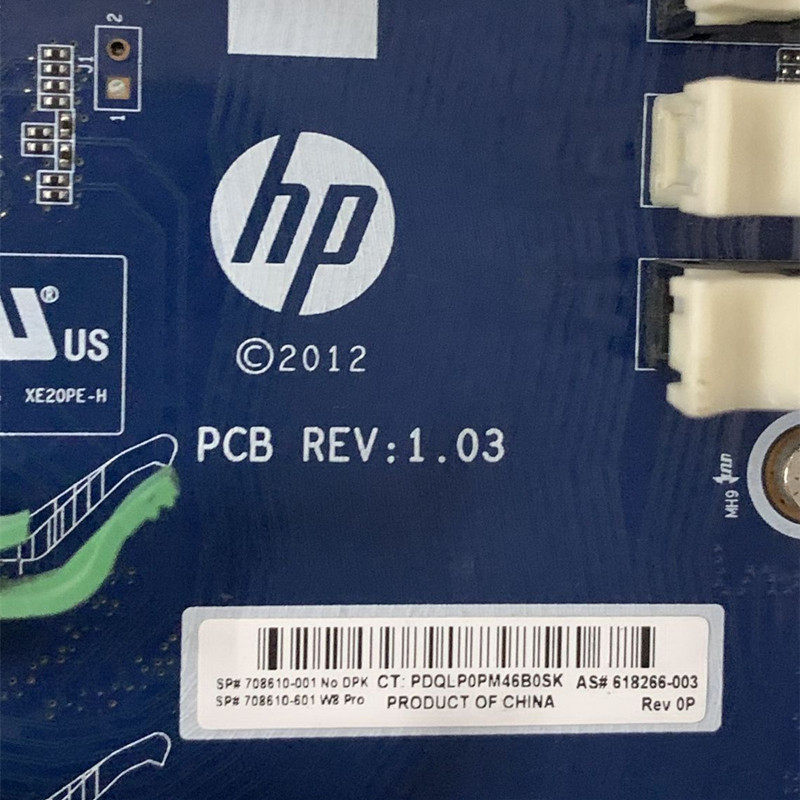 2
J1
1
hp
©2012
®
US
XE20PE-H
PCB REV:1.03
MH9
SP# 708610-001 No DPK CT: PDQLP0PM46B0SK AS# 618266-003
SP# 708610-601 W8 Pro PRODUCT OF CHINA Rev 0P